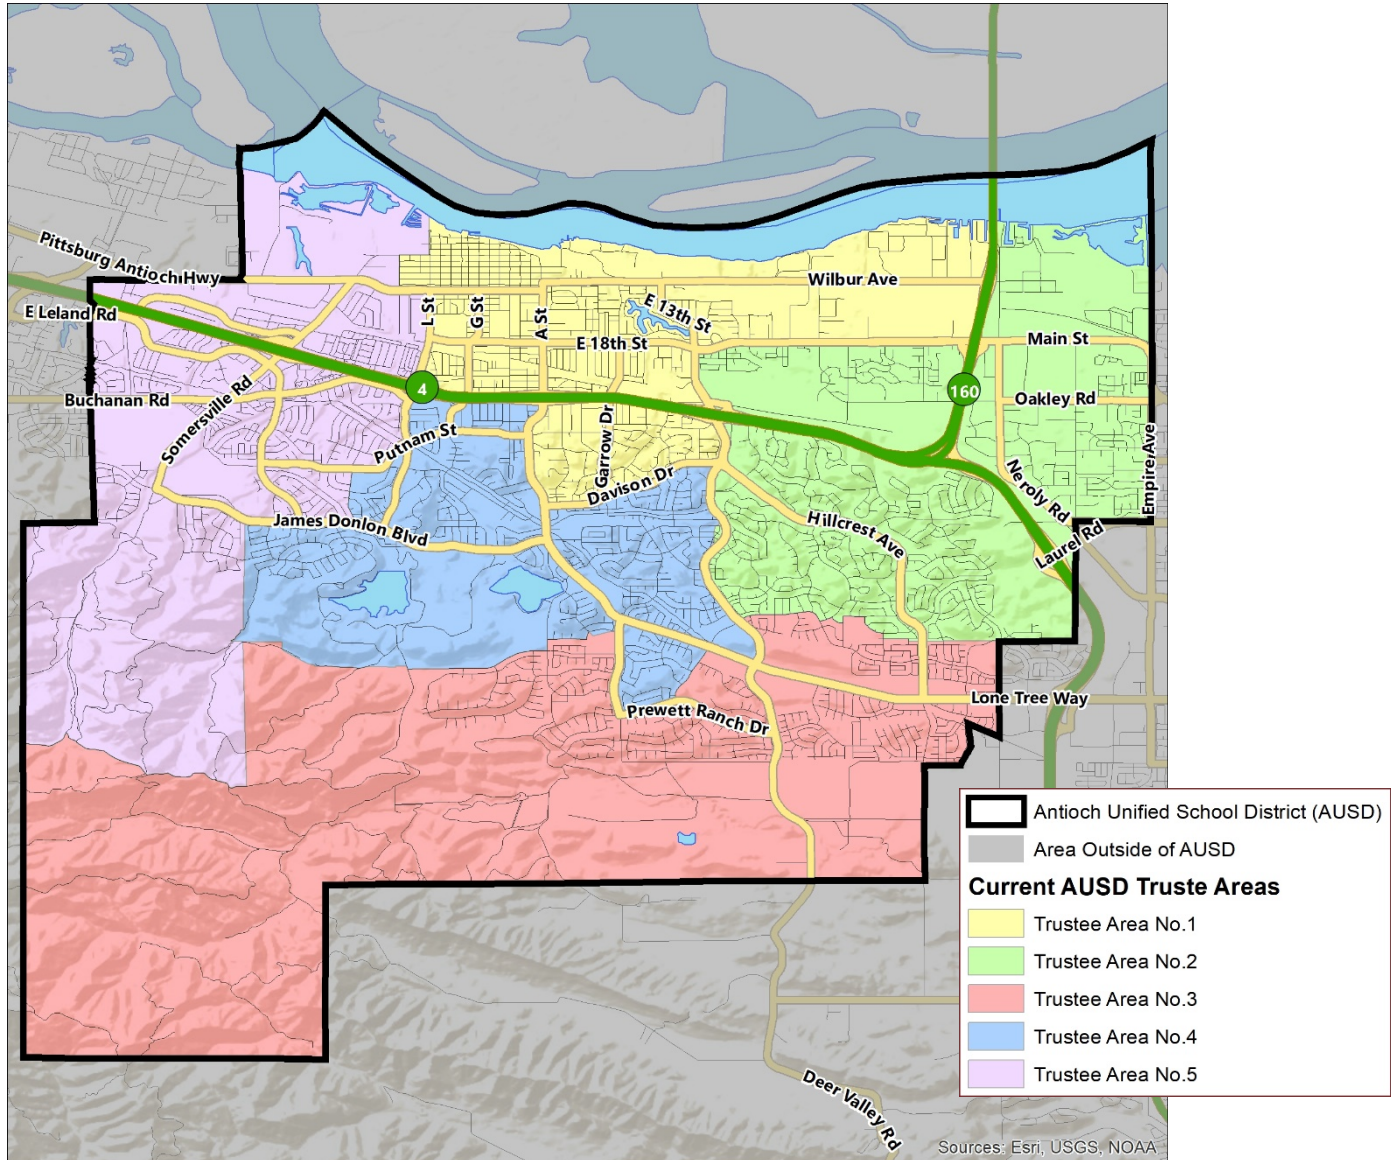 Pittsburg Antioch Hwy
E Leland Rd
Buchanan Rd
Somersville Rd
L St
G St
A St
E 13th St
E 18th St
Wilbur Ave
Main St
4
160
Oakley Rd
Putnam St
Garrow Dr
Davison Dr
Hillcrest Ave
Neroly Rd
Empire Ave
Laurel Rd
James Donlon Blvd
Lone Tree Way
Prewett Ranch Dr
Deer Valley Rd
Antioch Unified School District (AUSD)
Area Outside of AUSD
Current AUSD Truste Areas
Trustee Area No.1
Trustee Area No.2
Trustee Area No.3
Trustee Area No.4
Trustee Area No.5
Sources: Esri, USGS, NOAA